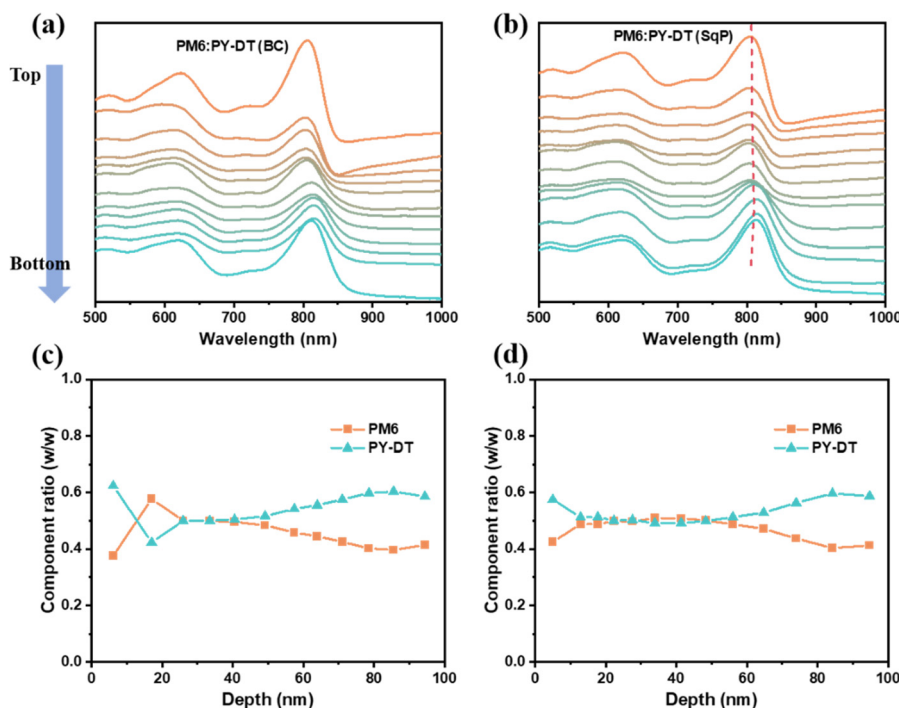 (a)
PM6:PY-DT (BC)
Top
Bottom
500 600 700 800 900 1000
Wavelength (nm)
(b)
PM6:PY-DT (SqP)
500 600 700 800 900 1000
Wavelength (nm)
(c)
1.0
0.8
0.6
0.4
0.2
0.0
Component ratio (w/w)
PM6
PY-DT
0 20 40 60 80 100
Depth (nm)
(d)
1.0
0.8
0.6
0.4
0.2
0.0
Component ratio (w/w)
PM6
PY-DT
0 20 40 60 80 100
Depth (nm)